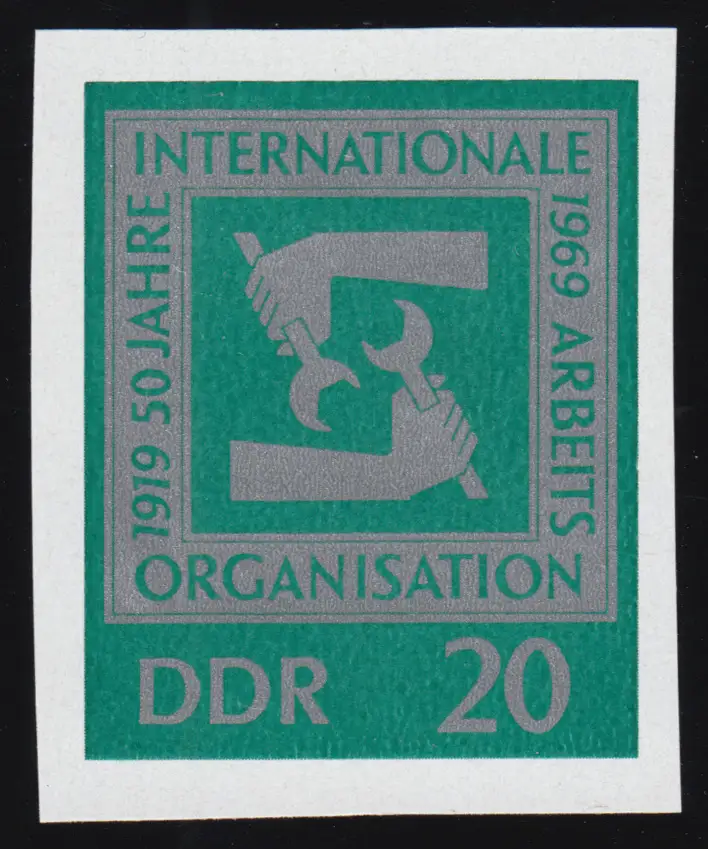 1919 50 JAHRE
INTERNATIONALE
1969 ARBEITS
ORGANISATION
DDR 20